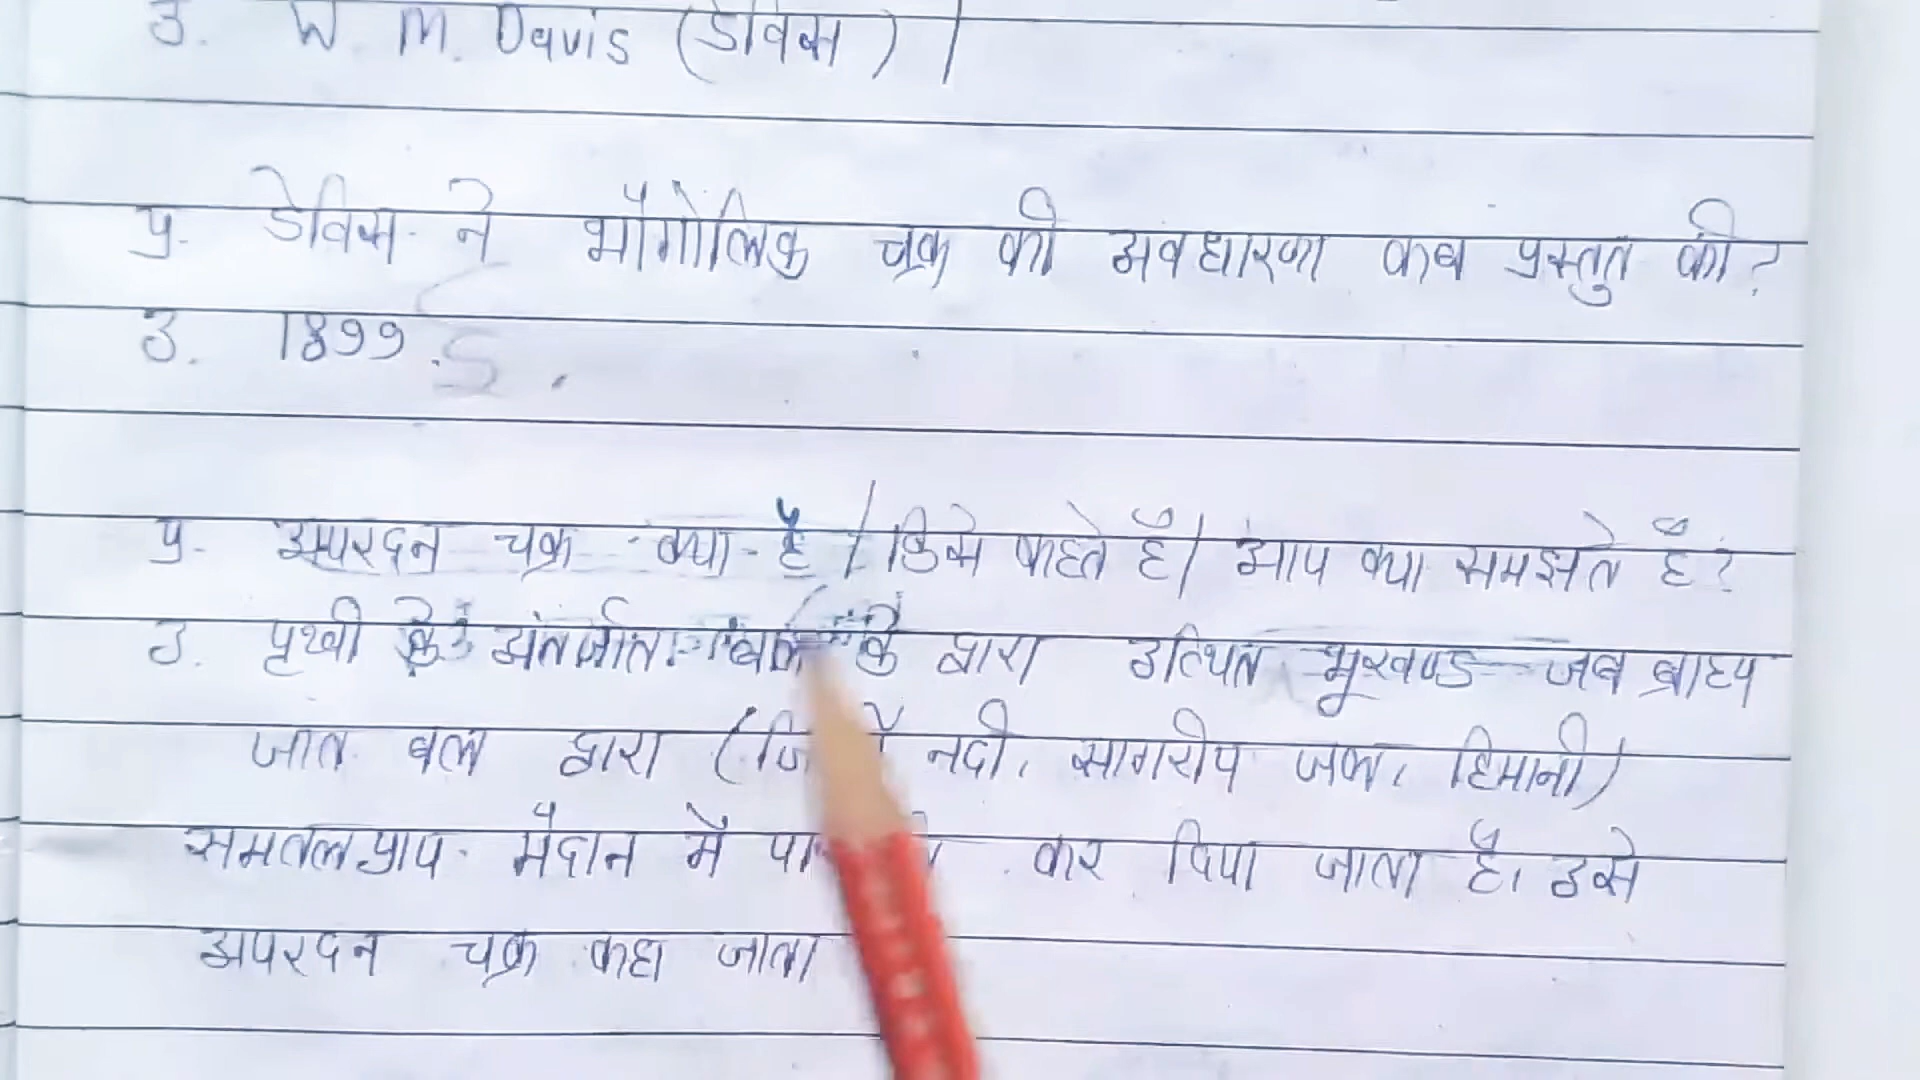 उ. W. M. Davis (डेविस) |
प्र. डेविस ने भौगोलिक चक्र की अवधारणा कब प्रस्तुत की?
उ. 1899.
प्र. अपरदन चक्र क्या है / किसे कहते हैं / आप क्या समझते हैं?
उ. पृथ्वी के अंतर्जात के द्वारा उत्थित भूखण्ड जब बाह्य
जात बल द्वारा ( नदी, सागरीय जल, हिमानी)
समतलप्राय मैदान में कर दिया जाता है। उसे
अपरदन चक्र कहा जाता